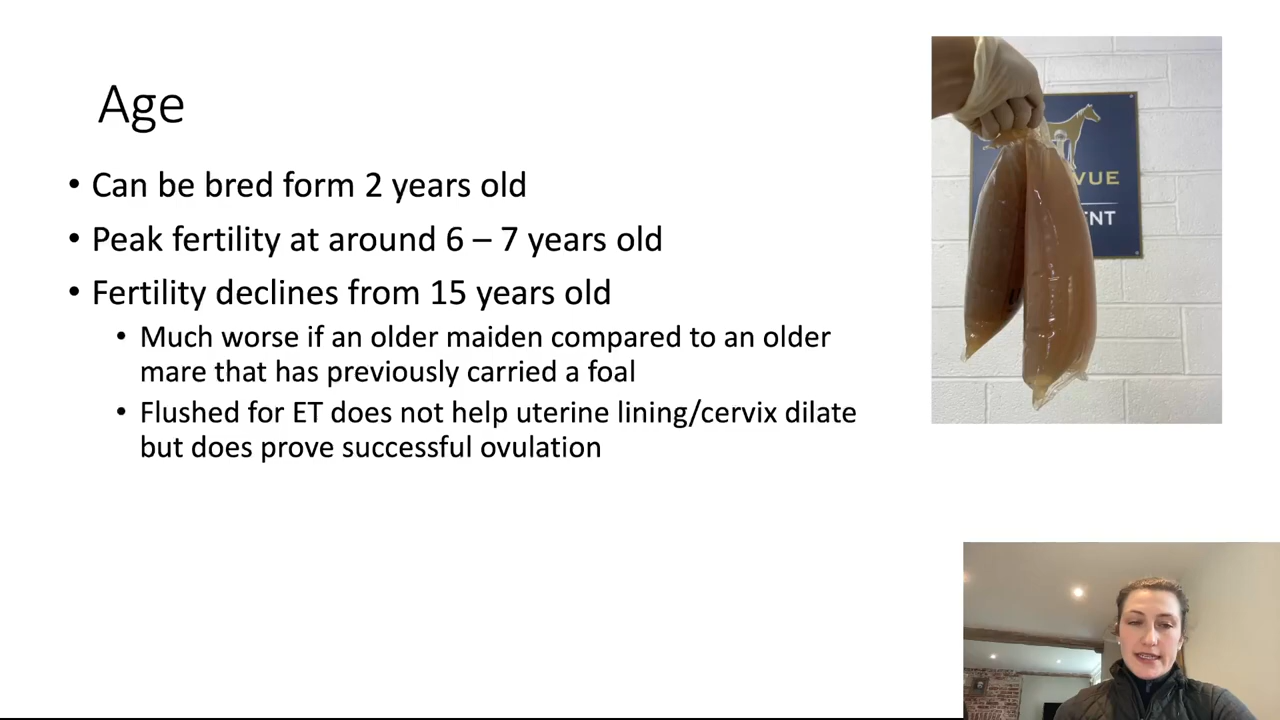 Age
• Can be bred form 2 years old
• Peak fertility at around 6 – 7 years old
• Fertility declines from 15 years old
• Much worse if an older maiden compared to an older
mare that has previously carried a foal
• Flushed for ET does not help uterine lining/cervix dilate
but does prove successful ovulation
VUE
ENT